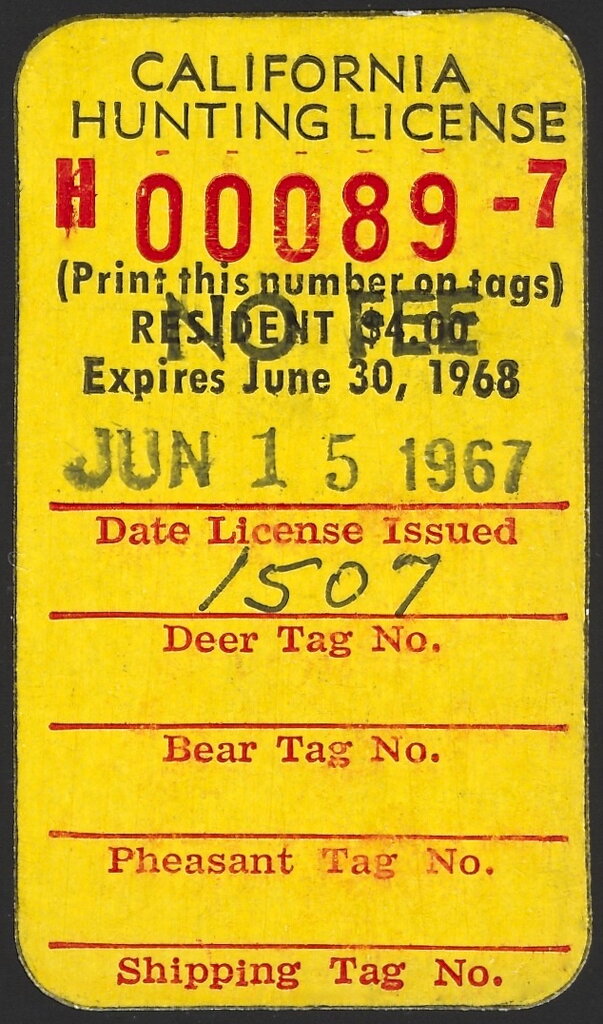 CALIFORNIA
HUNTING LICENSE
H 00089-7
(Print this number on tags)
NO FEE
RESIDENT $4.00
Expires June 30, 1968
JUN 15 1967
Date License Issued
1507
Deer Tag No.
Bear Tag No.
Pheasant Tag No.
Shipping Tag No.